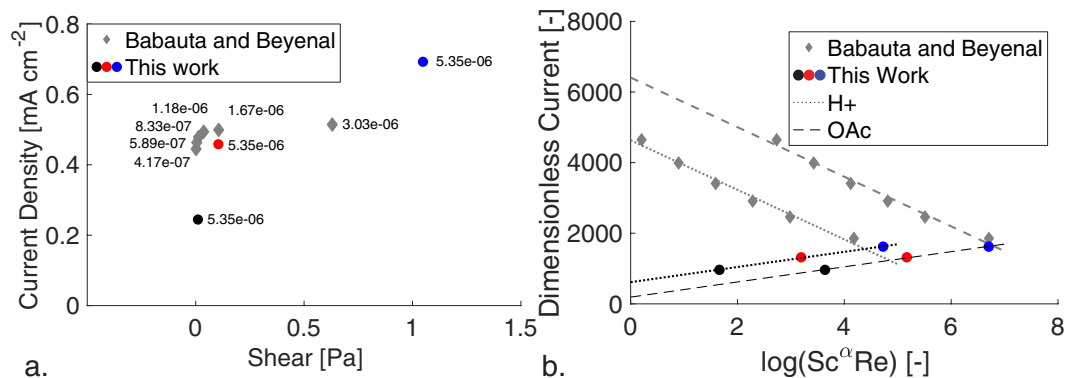 Current Density [mA cm⁻²]
0.8
0.6
0.4
0.2
0
Babauta and Beyenal
This work
5.35e-06
1.18e-06
1.67e-06
8.33e-07
3.03e-06
5.89e-07
5.35e-06
4.17e-07
5.35e-06
0
0.5
1
1.5
Shear [Pa]
a.
Dimensionless Current [-]
8000
6000
4000
2000
0
Babauta and Beyenal
This Work
H+
OAc
0
2
4
6
8
log(Sc^αRe) [-]
b.